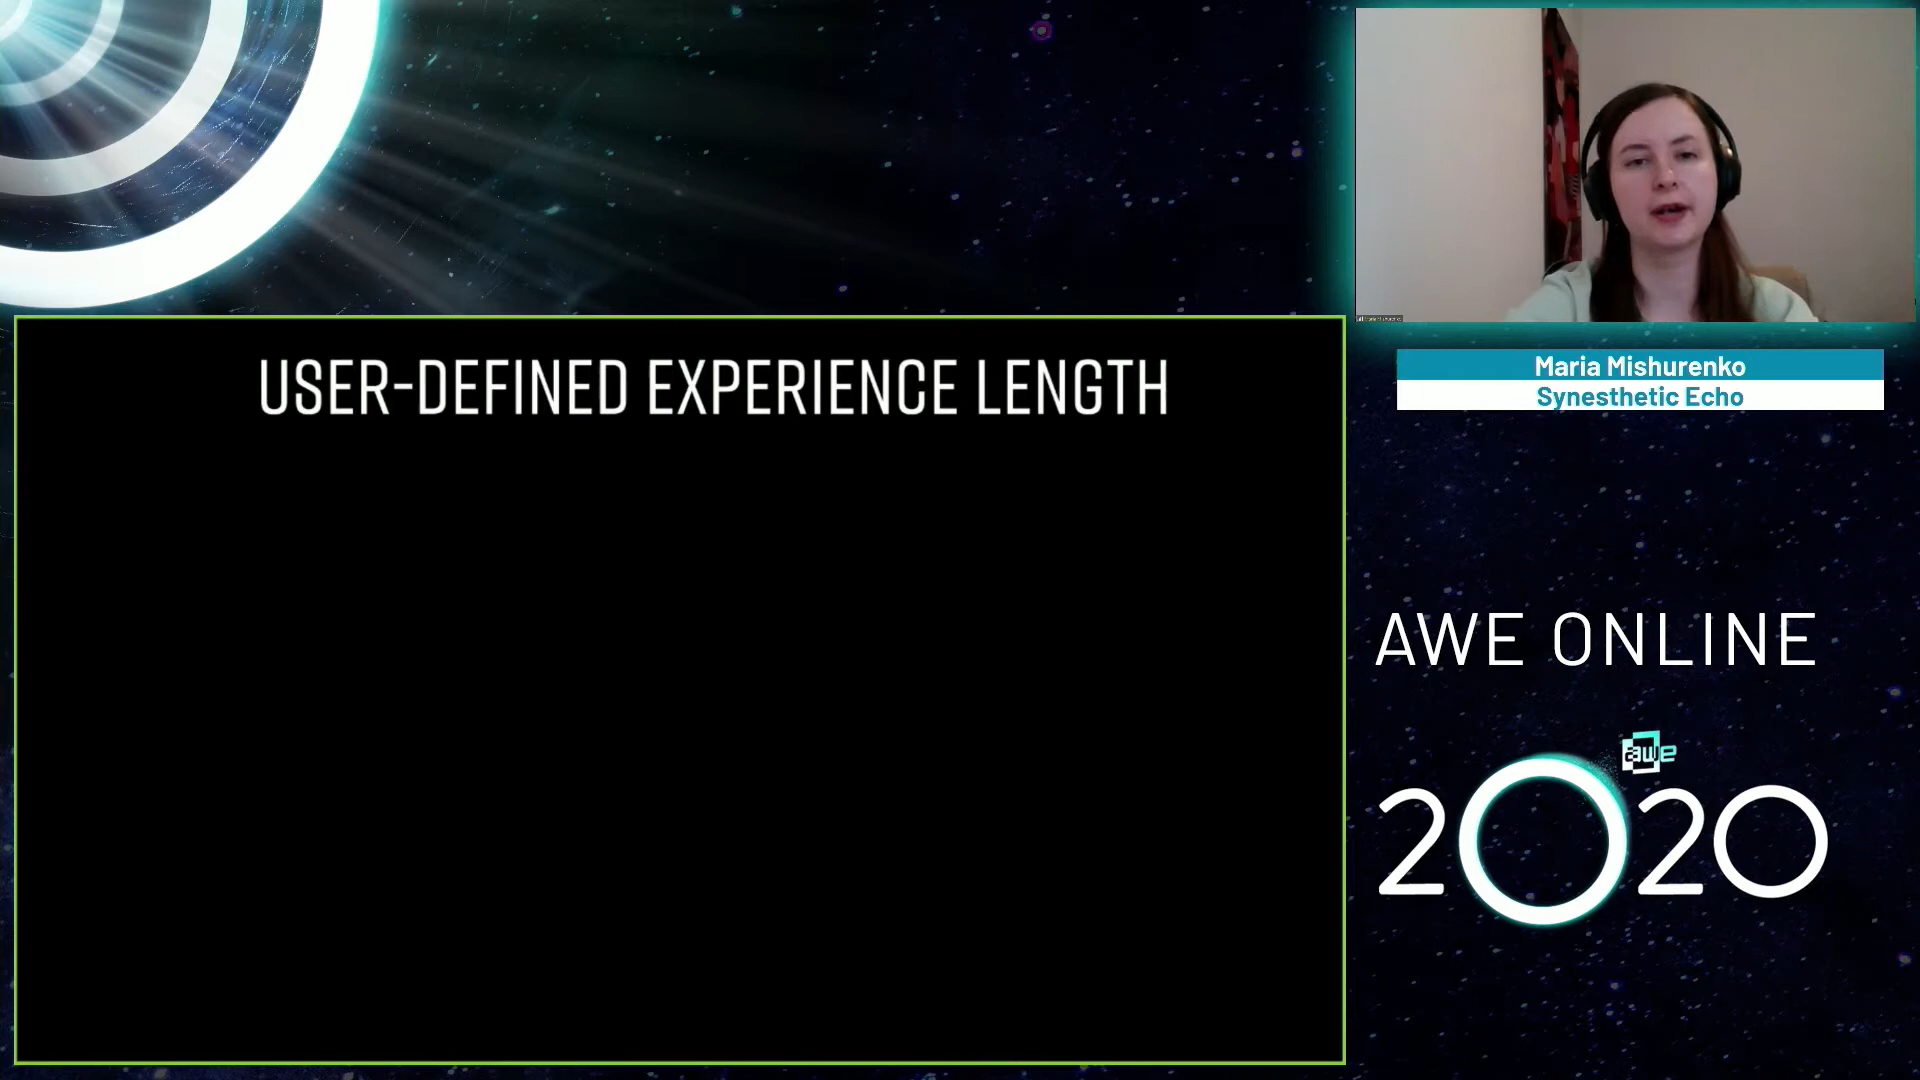 USER-DEFINED EXPERIENCE LENGTH
Maria Mishurenko
Synesthetic Echo
AWE ONLINE
awe
2020